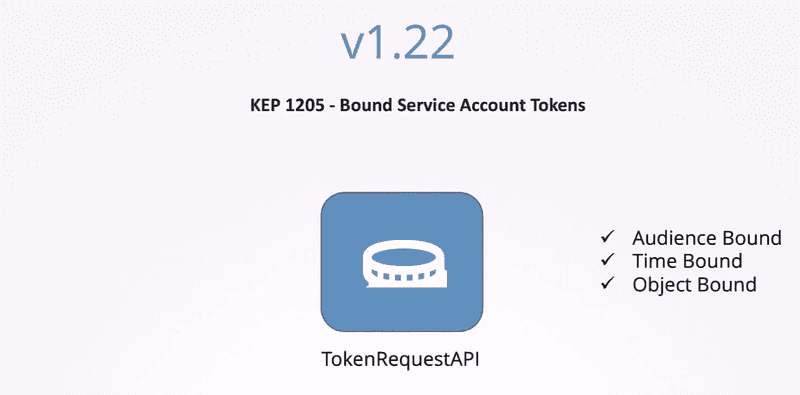 v1.22
KEP 1205 - Bound Service Account Tokens
✓ Audience Bound
✓ Time Bound
✓ Object Bound
TokenRequestAPI